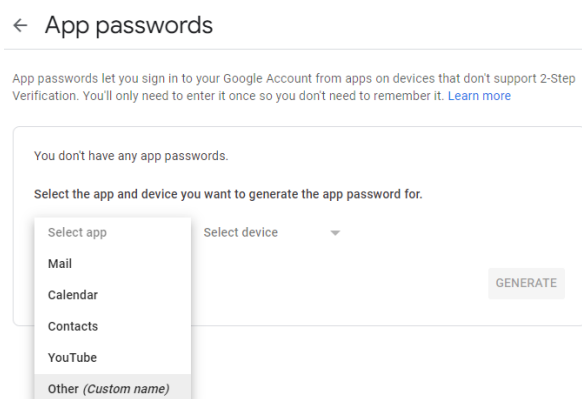 App passwords
App passwords let you sign in to your Google Account from apps on devices that don't support 2-Step
Verification. You'll only need to enter it once so you don't need to remember it. Learn more
You don't have any app passwords.
Select the app and device you want to generate the app password for.
Select app
Select device
Mail
Calendar
GENERATE
Contacts
YouTube
Other (Custom name)